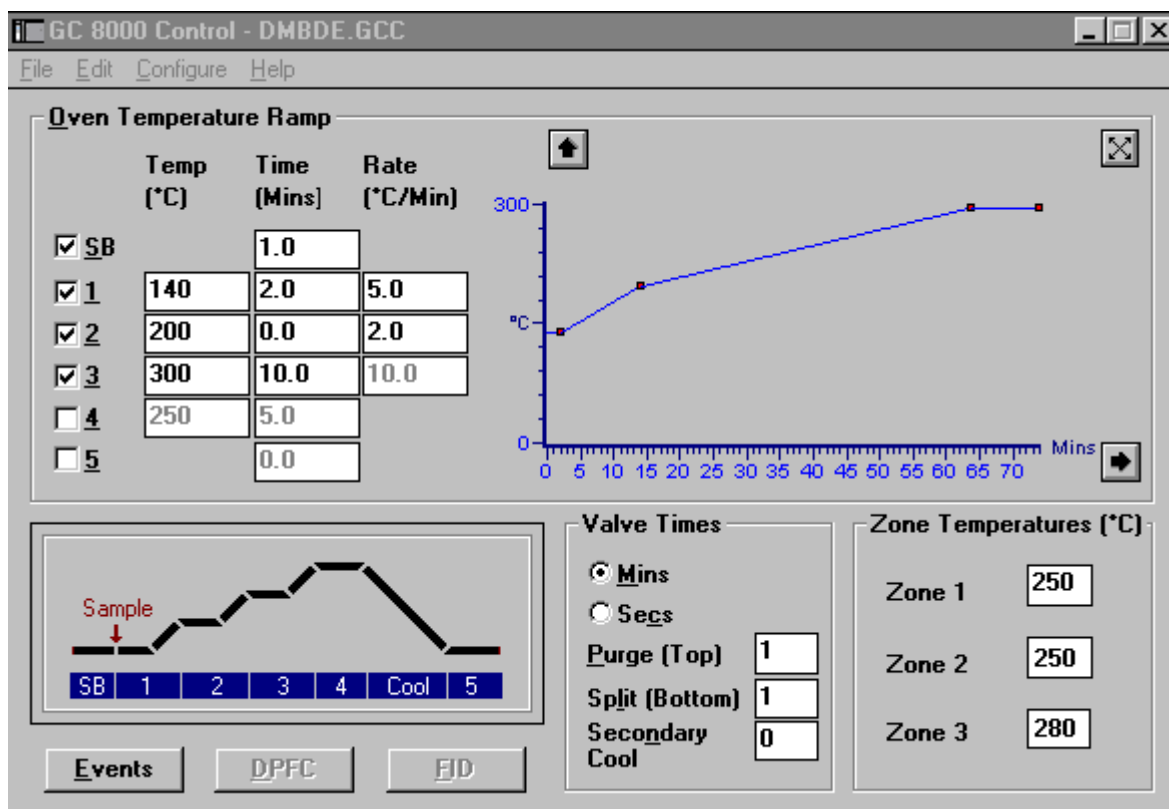 GC 8000 Control - DMBDE.GCC
File Edit Configure Help
Oven Temperature Ramp
Temp Time Rate
(°C) (Mins) (°C/Min)
SB 1.0
1 140 2.0 5.0
2 200 0.0 2.0
3 300 10.0 10.0
4 250 5.0
5 0.0
300
°C
0
Mins
0 5 10 15 20 25 30 35 40 45 50 55 60 65 70
Sample
SB 1 2 3 4 Cool 5
Events DPFC FID
Valve Times
Mins
Secs
Purge (Top) 1
Split (Bottom) 1
Secondary
Cool 0
Zone Temperatures (°C)
Zone 1 250
Zone 2 250
Zone 3 280